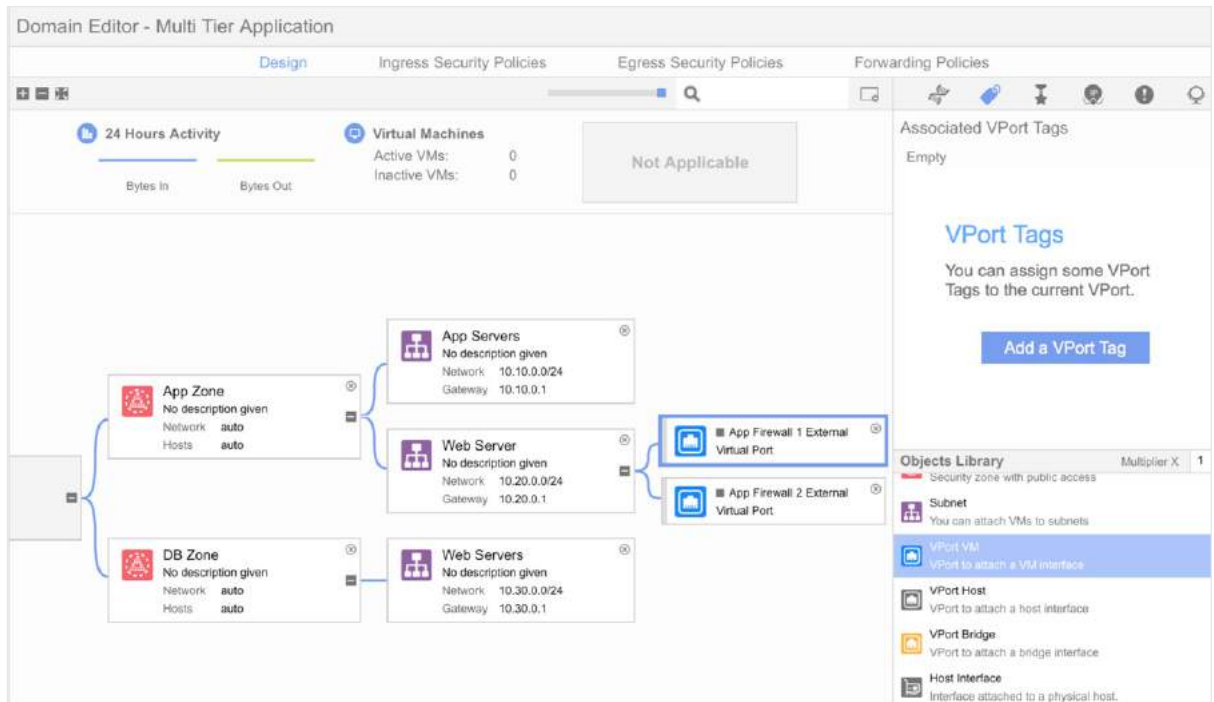 Domain Editor - Multi Tier Application
Design Ingress Security Policies Egress Security Policies Forwarding Policies
24 Hours Activity
Bytes In Bytes Out
Virtual Machines
Active VMs: 0
Inactive VMs: 0
Not Applicable
Associated VPort Tags
Empty
VPort Tags
You can assign some VPort
Tags to the current VPort.
Add a VPort Tag
App Zone
No description given
Network auto
Hosts auto
DB Zone
No description given
Network auto
Hosts auto
App Servers
No description given
Network 10.10.0.0/24
Gateway 10.10.0.1
Web Server
No description given
Network 10.20.0.0/24
Gateway 10.20.0.1
Web Servers
No description given
Network 10.30.0.0/24
Gateway 10.30.0.1
App Firewall 1 External
Virtual Port
App Firewall 2 External
Virtual Port
Objects Library Multiplier X 1
Security zone with public access
Subnet
You can attach VMs to subnets
VPort VM
VPort to attach a VM interface
VPort Host
VPort to attach a host interface
VPort Bridge
VPort to attach a bridge interface
Host Interface
Interface attached to a physical host.